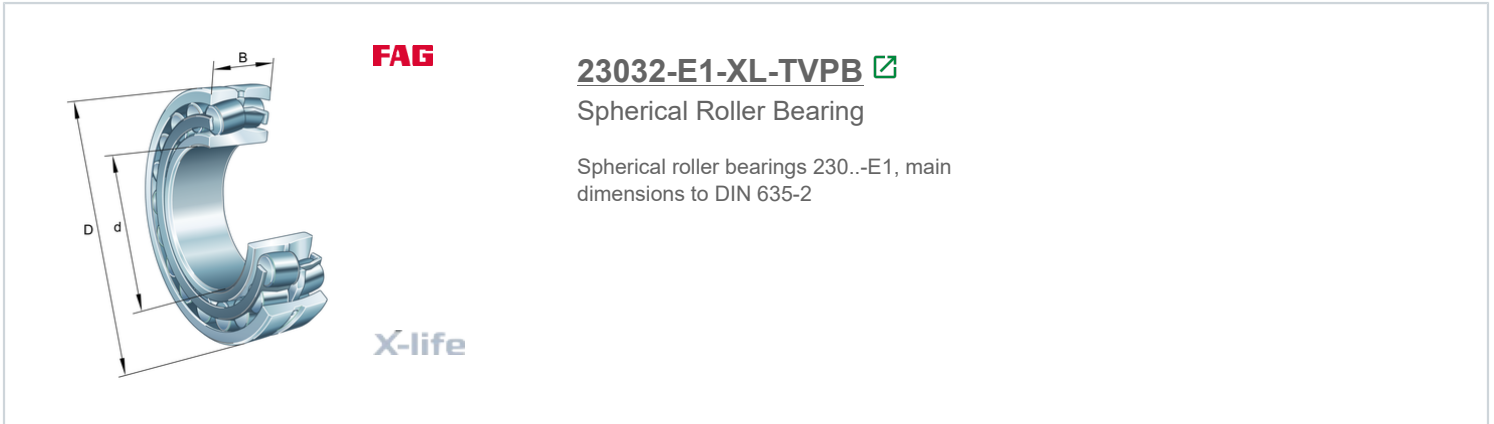 B
D
d
FAG
X-life
23032-E1-XL-TVPB
Spherical Roller Bearing
Spherical roller bearings 230..-E1, main
dimensions to DIN 635-2